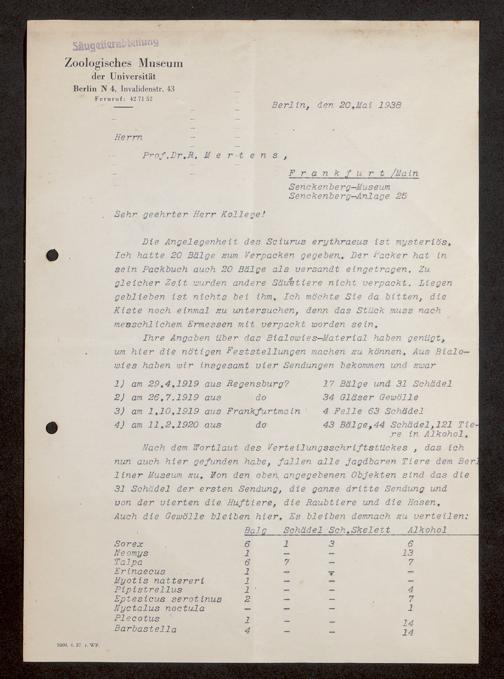 Säugetierabteilung
Zoologisches Museum
der Universität
Berlin N 4, Invalidenstr. 43
Fernruf: 42 71 52
Berlin, den 20.Mai 1938
Herrn
Prof.Dr.R. M e r t e n s ,
F r a n k f u r t /Main
Senckenberg-Museum
Senckenberg-Anlage 25
Sehr geehrter Herr Kollege!
Die Angelegenheit des Sciurus erythraeus ist mysteriös.
Ich hatte 20 Bälge zum Verpacken gegeben. Der Packer hat in
sein Packbuch auch 20 Bälge als versandt eingetragen. Zu
gleicher Zeit wurden andere Säugetiere nicht verpackt. Liegen
geblieben ist nichts bei ihm. Ich möchte Sie da bitten, die
Kiste noch einmal zu untersuchen, denn das Stück muss nach
menschlichem Ermessen mit verpackt worden sein.
Ihre Angaben über das Bialowies-Material haben genügt,
um hier die nötigen Feststellungen machen zu können. Aus Bialo-
wies haben wir insgesamt vier Sendungen bekommen und zwar
1) am 29.4.1919 aus Regensburg? 17 Bälge und 31 Schädel
2) am 26.7.1919 aus do 34 Gläser Gewölle
3) am 1.10.1919 aus Frankfurtmain 4 Felle 63 Schädel
4) am 11.2.1920 aus do 43 Bälge,44 Schädel,121 Tie-
re in Alkohol.
Nach dem Wortlaut des Verteilungsschriftstückes , das ich
nun auch hier gefunden habe, fallen alle jagdbaren Tiere dem Ber
liner Museum zu. Von den oben angegebenen Objekten sind das die
31 Schädel der ersten Sendung, die ganze dritte Sendung und
von der vierten die Huftiere, die Raubtiere und die Hasen.
Auch die Gewölle bleiben hier. Es bleiben demnach zu verteilen:
Balg Schädel Sch.Skelett Alkohol
Sorex 6 1 3 6
Neomys 1 - - 13
Talpa 6 7 - 7
Erinaceus 1 -
Myotis nattereri 1 - -
Pipistrellus 1 - - 4
Eptesicus serotinus 2 - - 7
Nyctalus noctula - - - 1
Plecotus 1 - - 14
Barbastella 4 - - 14